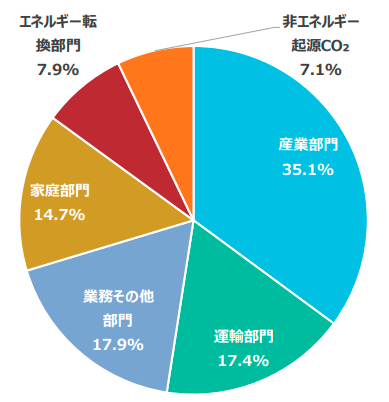 エネルギー転
換部門
7.9%
非エネルギー
起源CO₂
7.1%
産業部門
35.1%
家庭部門
14.7%
業務その他
部門
17.9%
運輸部門
17.4%